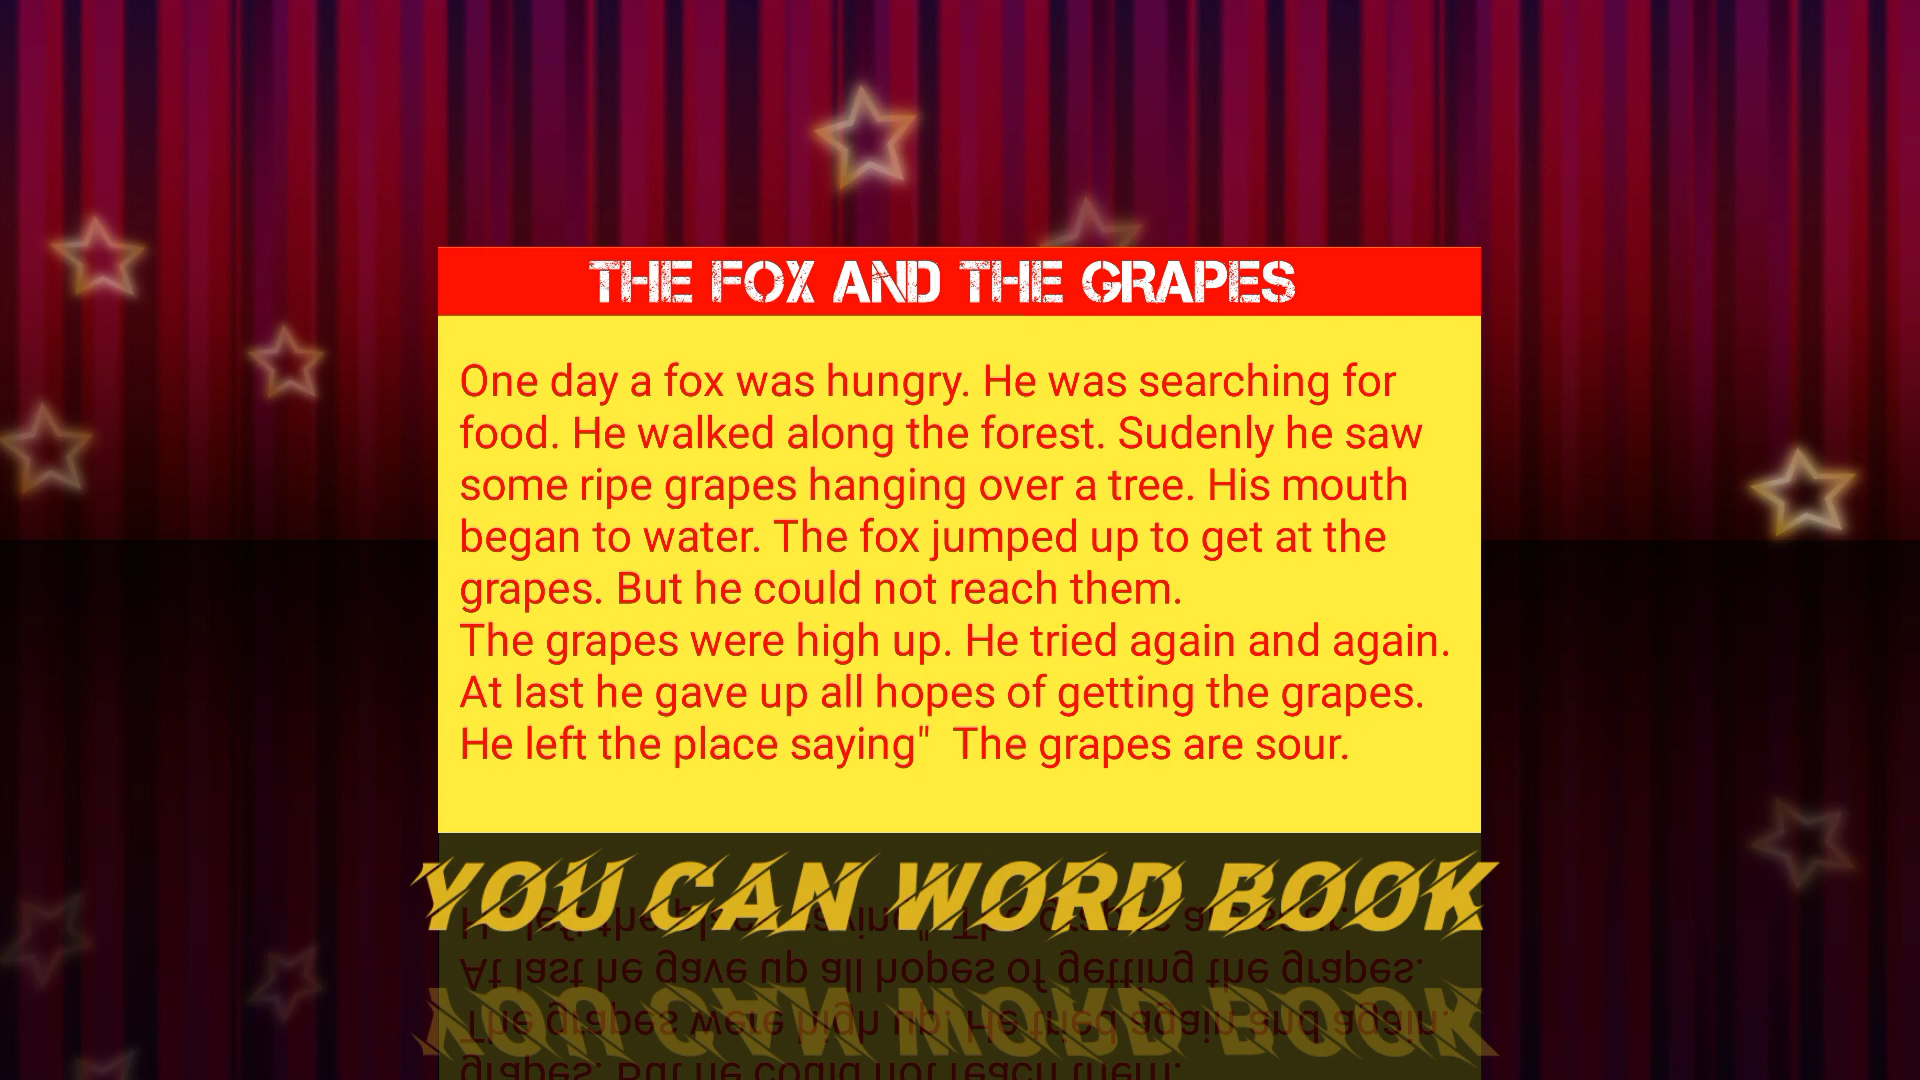 THE FOX AND THE GRAPES
One day a fox was hungry. He was searching for
food. He walked along the forest. Sudenly he saw
some ripe grapes hanging over a tree. His mouth
began to water. The fox jumped up to get at the
grapes. But he could not reach them.
The grapes were high up. He tried again and again.
At last he gave up all hopes of getting the grapes.
He left the place saying"  The grapes are sour.
YOU CAN WORD BOOK